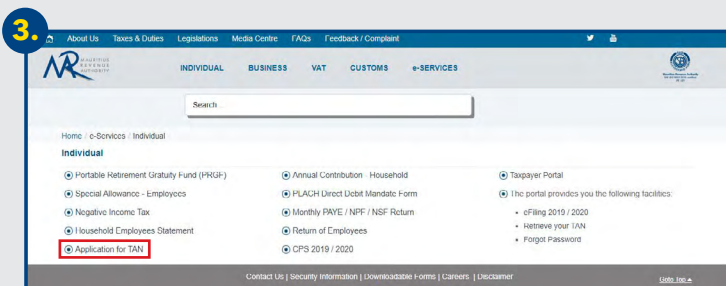 3.
About Us Taxes & Duties Legislations Media Centre FAQs Feedback / Complaint
MAURITIUS
REVENUE
AUTHORITY
INDIVIDUAL BUSINESS VAT CUSTOMS e-SERVICES
Search ...
Home / e-Services / Individual
Individual
Portable Retirement Gratuity Fund (PRGF)
Special Allowance - Employees
Negative Income Tax
Household Employees Statement
Application for TAN
Annual Contribution - Household
PLACH Direct Debit Mandate Form
Monthly PAYE / NPF / NSF Return
Return of Employees
CPS 2019 / 2020
Taxpayer Portal
The portal provides you the following facilities:
eFiling 2019 / 2020
Retrieve your TAN
Forgot Password
Contact Us | Security Information | Downloadable Forms | Careers | Disclaimer
Goto Top